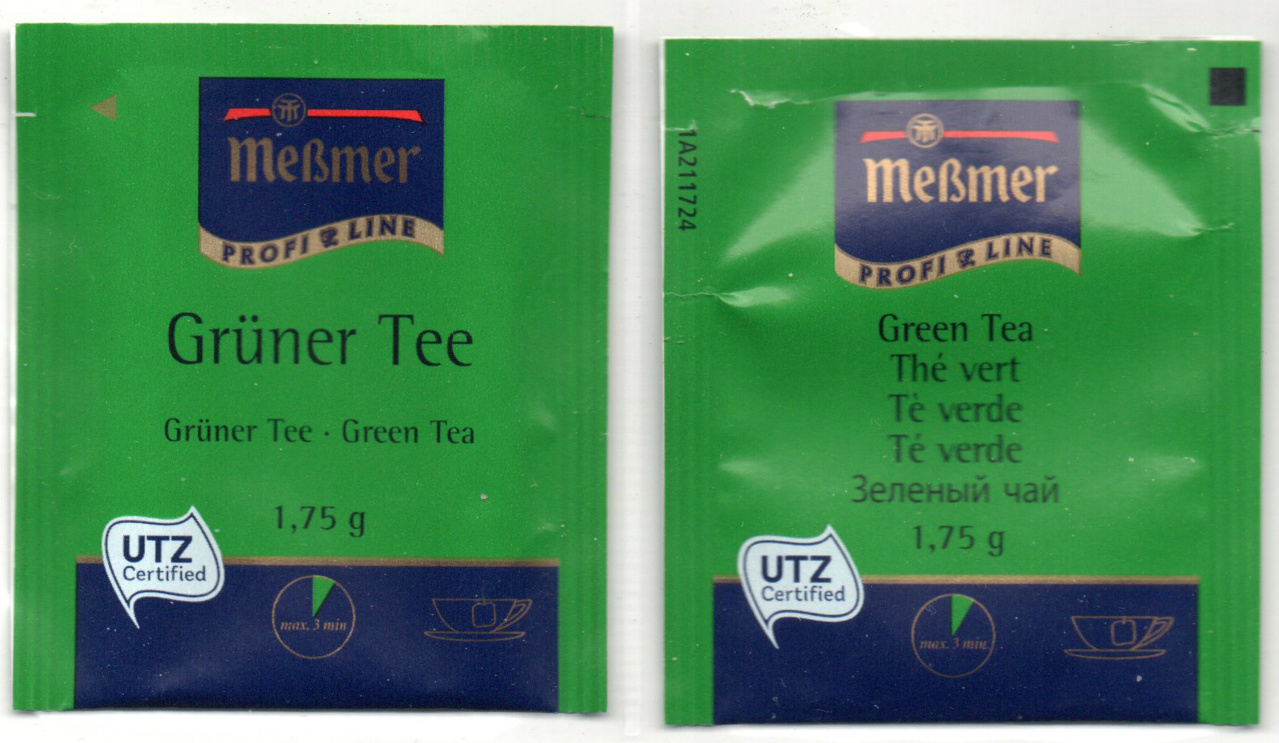 Meßmer
PROFI LINE
Grüner Tee
Grüner Tee · Green Tea
1,75 g
UTZ
Certified
max. 3 min
1A211724
Meßmer
PROFI LINE
Green Tea
Thé vert
Tè verde
Té verde
Зеленый чай
1,75 g
UTZ
Certified
max. 3 min.